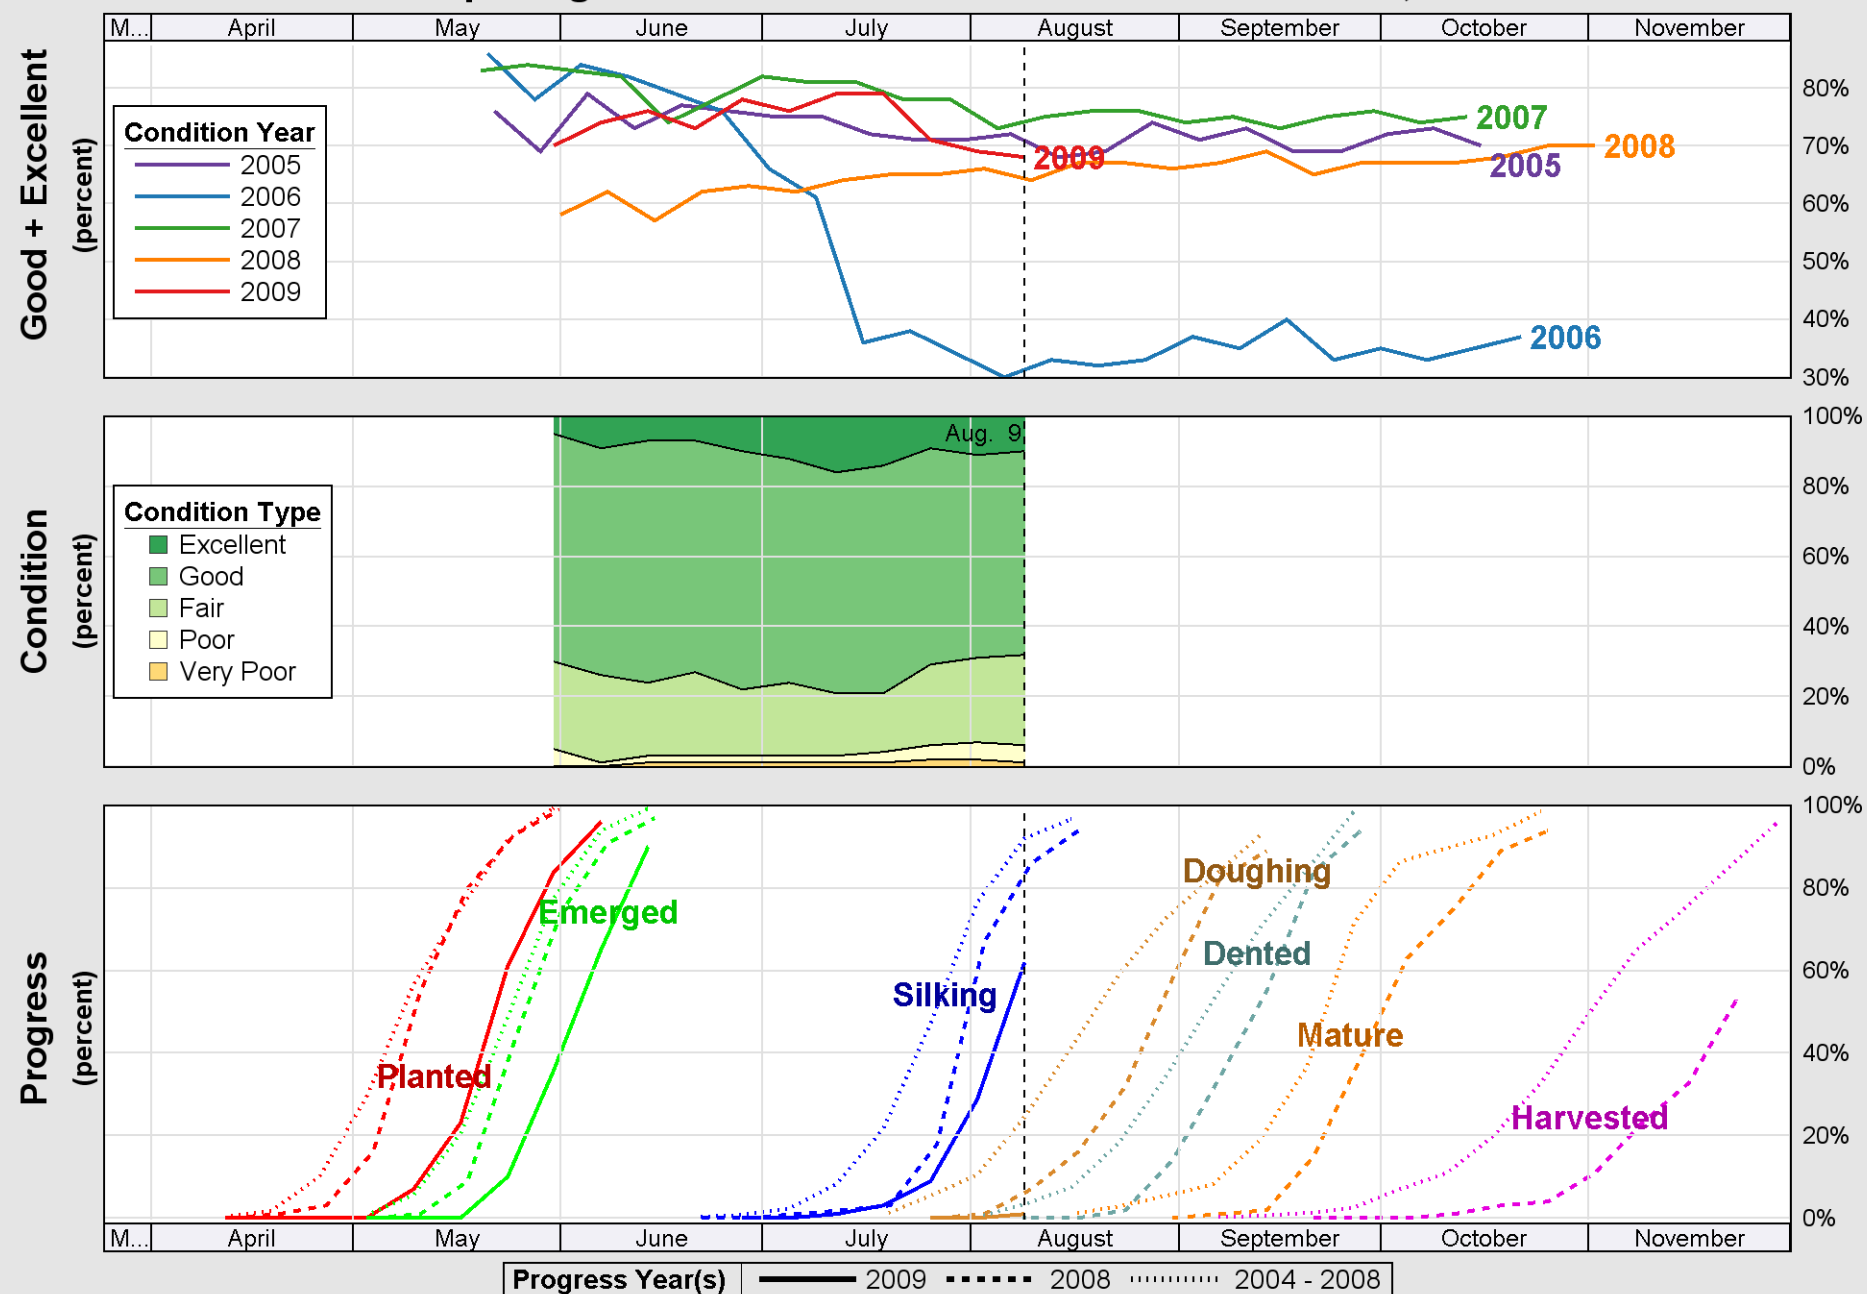 M... April May June July August September October November
Good + Excellent
(percent)
80%
70%
60%
50%
40%
30%
Condition Year
2005
2006
2007
2008
2009
2007
2008
2009
2005
2006
Condition
(percent)
100%
80%
60%
40%
20%
0%
Aug. 9
Condition Type
Excellent
Good
Fair
Poor
Very Poor
Progress
(percent)
100%
80%
60%
40%
20%
0%
Doughing
Emerged
Dented
Silking
Mature
Planted
Harvested
M... April May June July August September October November
Progress Year(s) 2009 2008 2004 - 2008